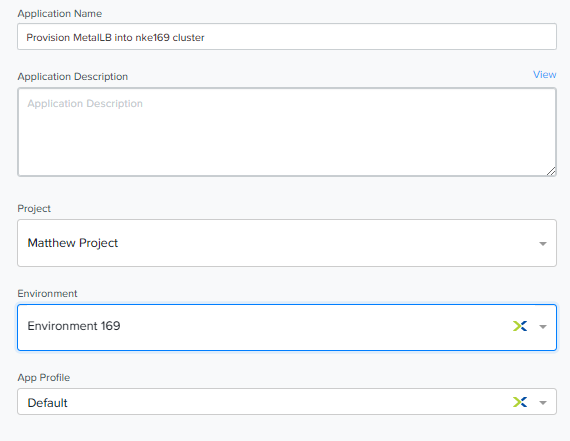 Application Name
Provision MetalLB into nke169 cluster
Application Description View
Application Description
Project
Matthew Project
Environment
Environment 169
App Profile
Default